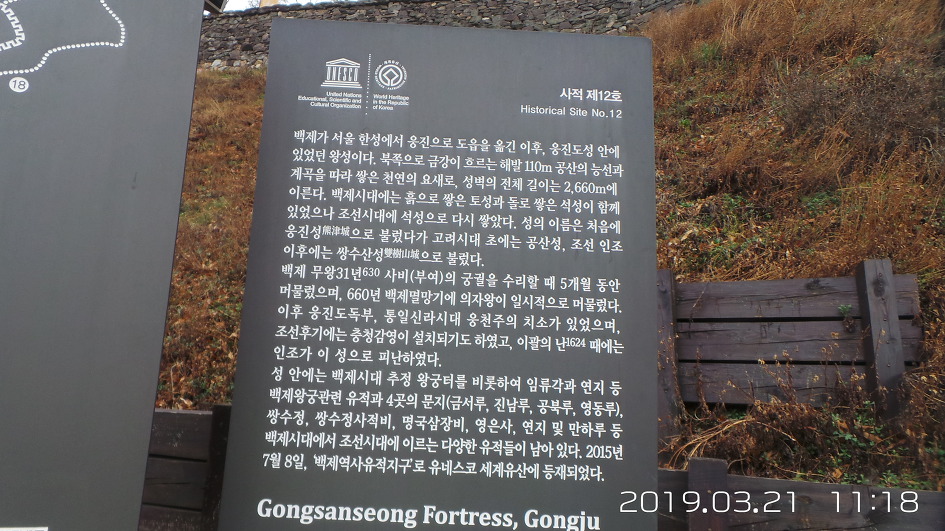 18
United Nations
Educational, Scientific and
Cultural Organization
World Heritage
in the Republic
of Korea
사적 제12호
Historical Site No.12
백제가 서울 한성에서 웅진으로 도읍을 옮긴 이후, 웅진도성 안에
있었던 왕성이다. 북쪽으로 금강이 흐르는 해발 110m 공산의 능선과
계곡을 따라 쌓은 천연의 요새로, 성벽의 전체 길이는 2,660m에
이른다. 백제시대에는 흙으로 쌓은 토성과 돌로 쌓은 석성이 함께
있었으나 조선시대에 석성으로 다시 쌓았다. 성의 이름은 처음에
웅진성熊津城으로 불렸다가 고려시대 초에는 공산성, 조선 인조
이후에는 쌍수산성雙樹山城으로 불렸다.
백제 무왕31년630 사비(부여)의 궁궐을 수리할 때 5개월 동안
머물렀으며, 660년 백제멸망기에 의자왕이 일시적으로 머물렀다.
이후 웅진도독부, 통일신라시대 웅천주의 치소가 있었으며,
조선후기에는 충청감영이 설치되기도 하였고, 이괄의 난1624 때에는
인조가 이 성으로 피난하였다.
성 안에는 백제시대 추정 왕궁터를 비롯하여 임류각과 연지 등
백제왕궁관련 유적과 4곳의 문지(금서루, 진남루, 공북루, 영동루),
쌍수정, 쌍수정사적비, 명국삼장비, 영은사, 연지 및 만하루 등
백제시대에서 조선시대에 이르는 다양한 유적들이 남아 있다. 2015년
7월 8일, '백제역사유적지구'로 유네스코 세계유산에 등재되었다.
Gongsanseong Fortress, Gongju
2019.03.21 11:18